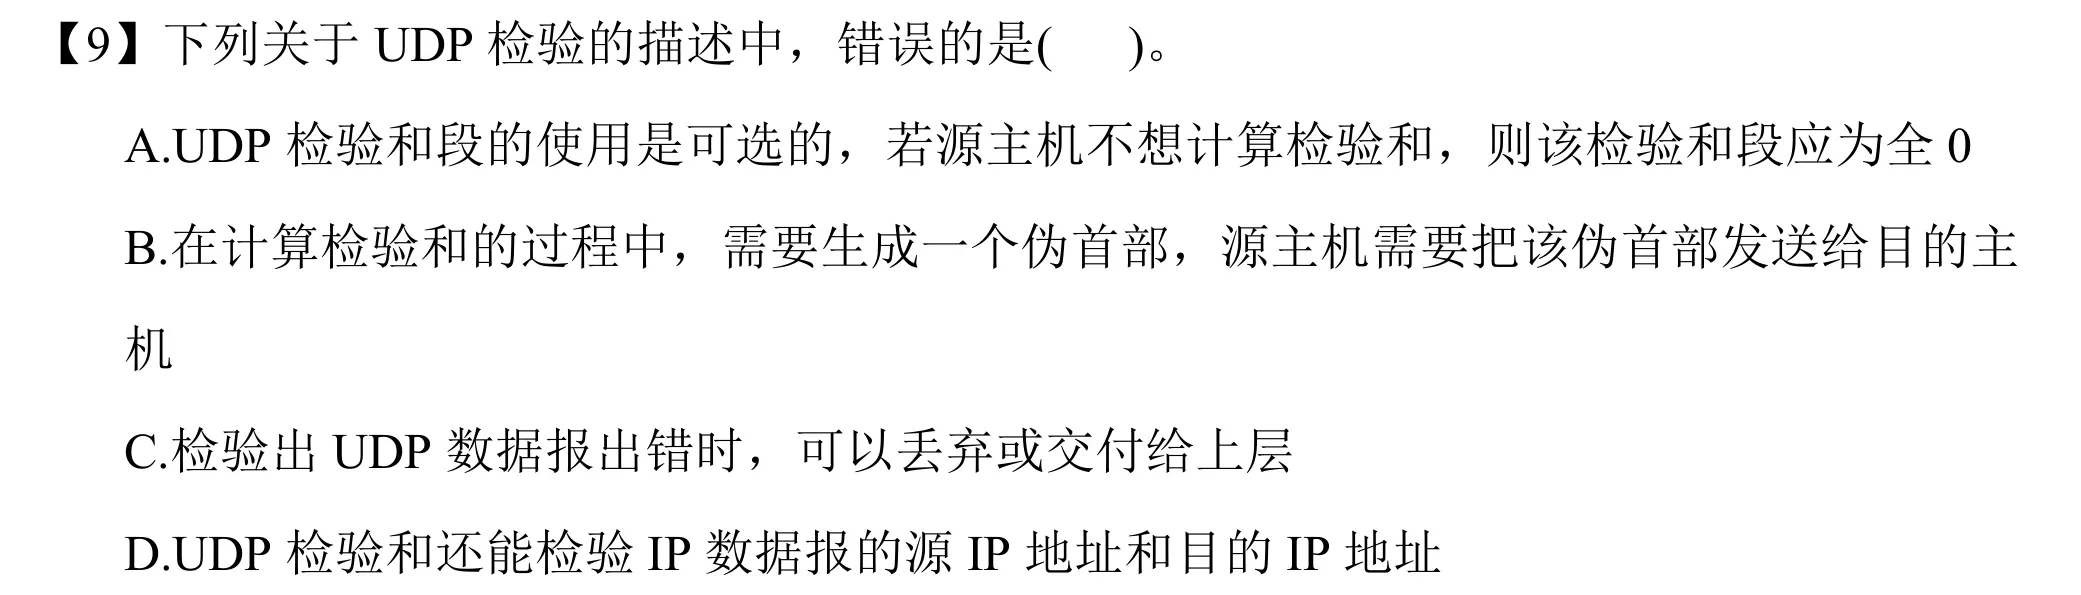 【9】下列关于 UDP 检验的描述中，错误的是(    )。
A.UDP 检验和段的使用是可选的，若源主机不想计算检验和，则该检验和段应为全 0
B.在计算检验和的过程中，需要生成一个伪首部，源主机需要把该伪首部发送给目的主
机
C.检验出 UDP 数据报出错时，可以丢弃或交付给上层
D.UDP 检验和还能检验 IP 数据报的源 IP 地址和目的 IP 地址